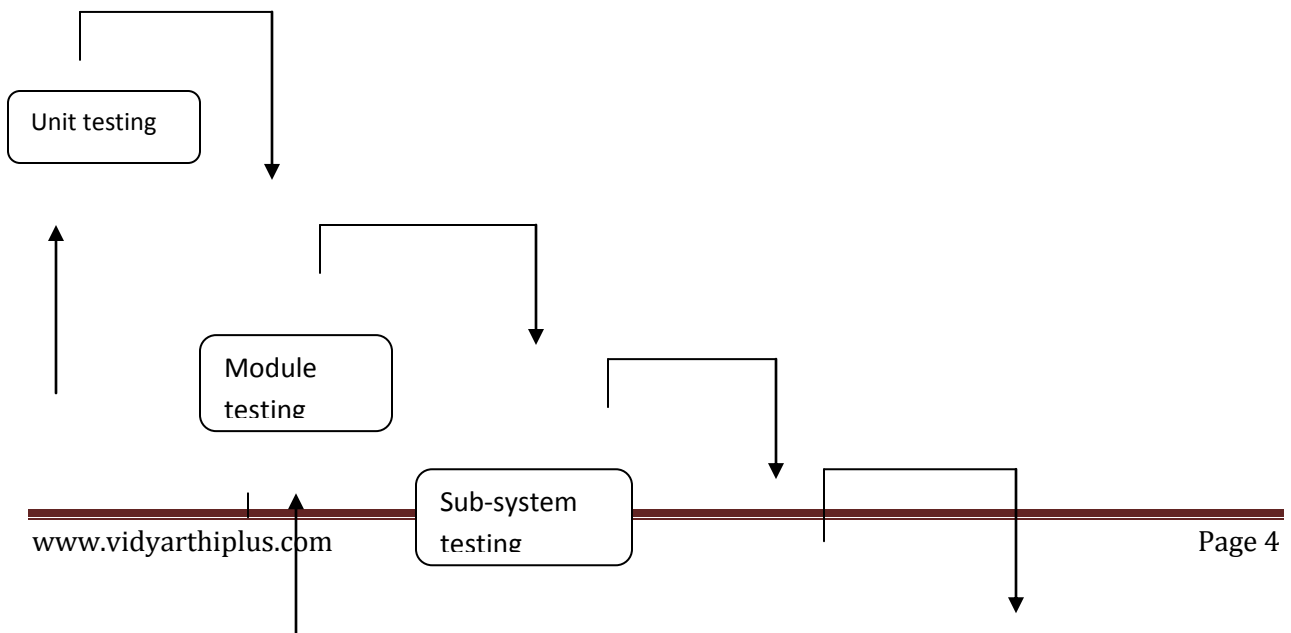 Unit testing
Module
testing
Sub-system
testing
www.vidyarthiplus.com
Page 4